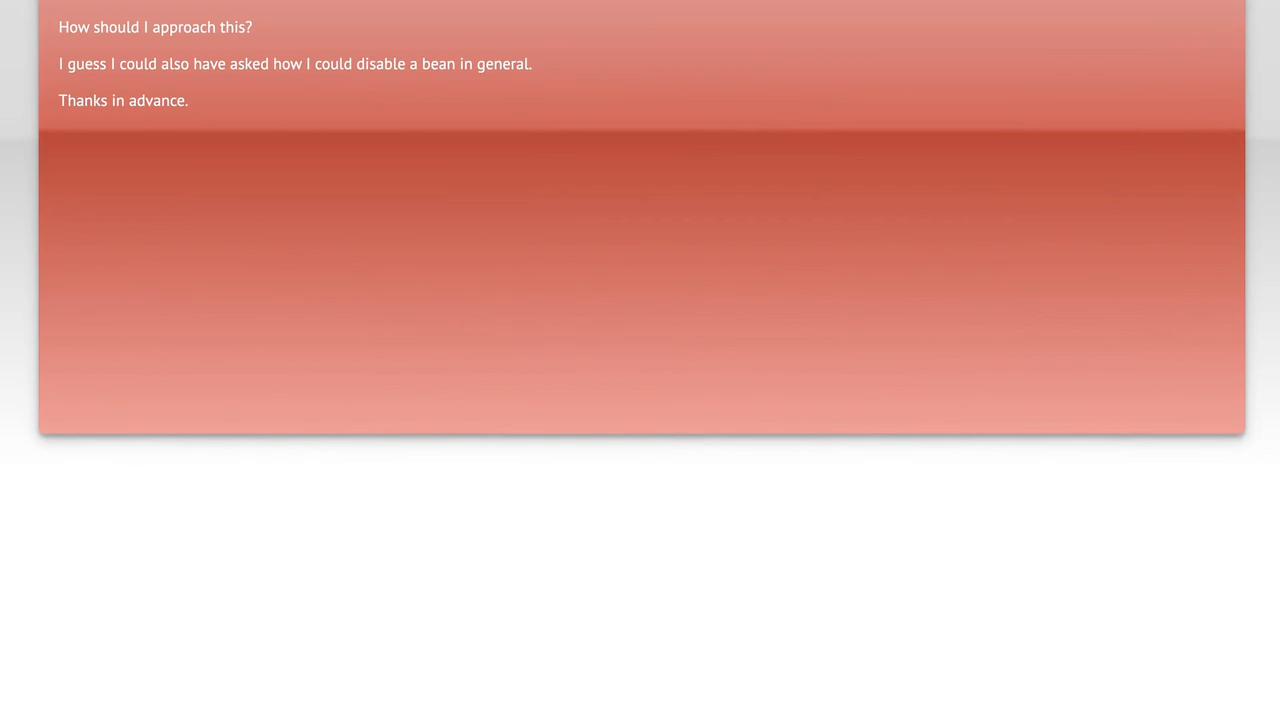 How should I approach this?
I guess I could also have asked how I could disable a bean in general.
Thanks in advance.